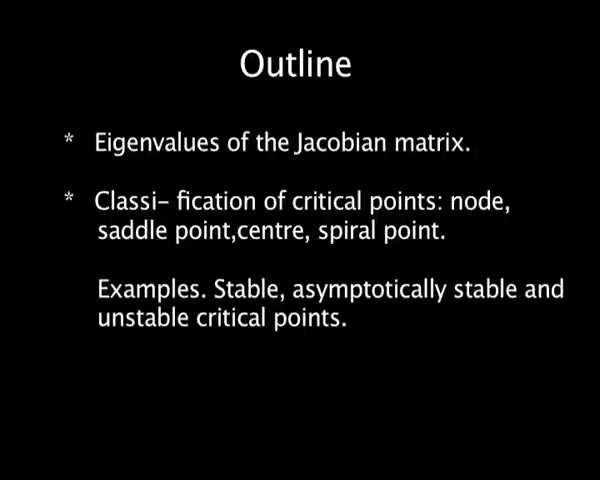 Outline
* Eigenvalues of the Jacobian matrix.
* Classi- fication of critical points: node,
saddle point,centre, spiral point.
Examples. Stable, asymptotically stable and
unstable critical points.